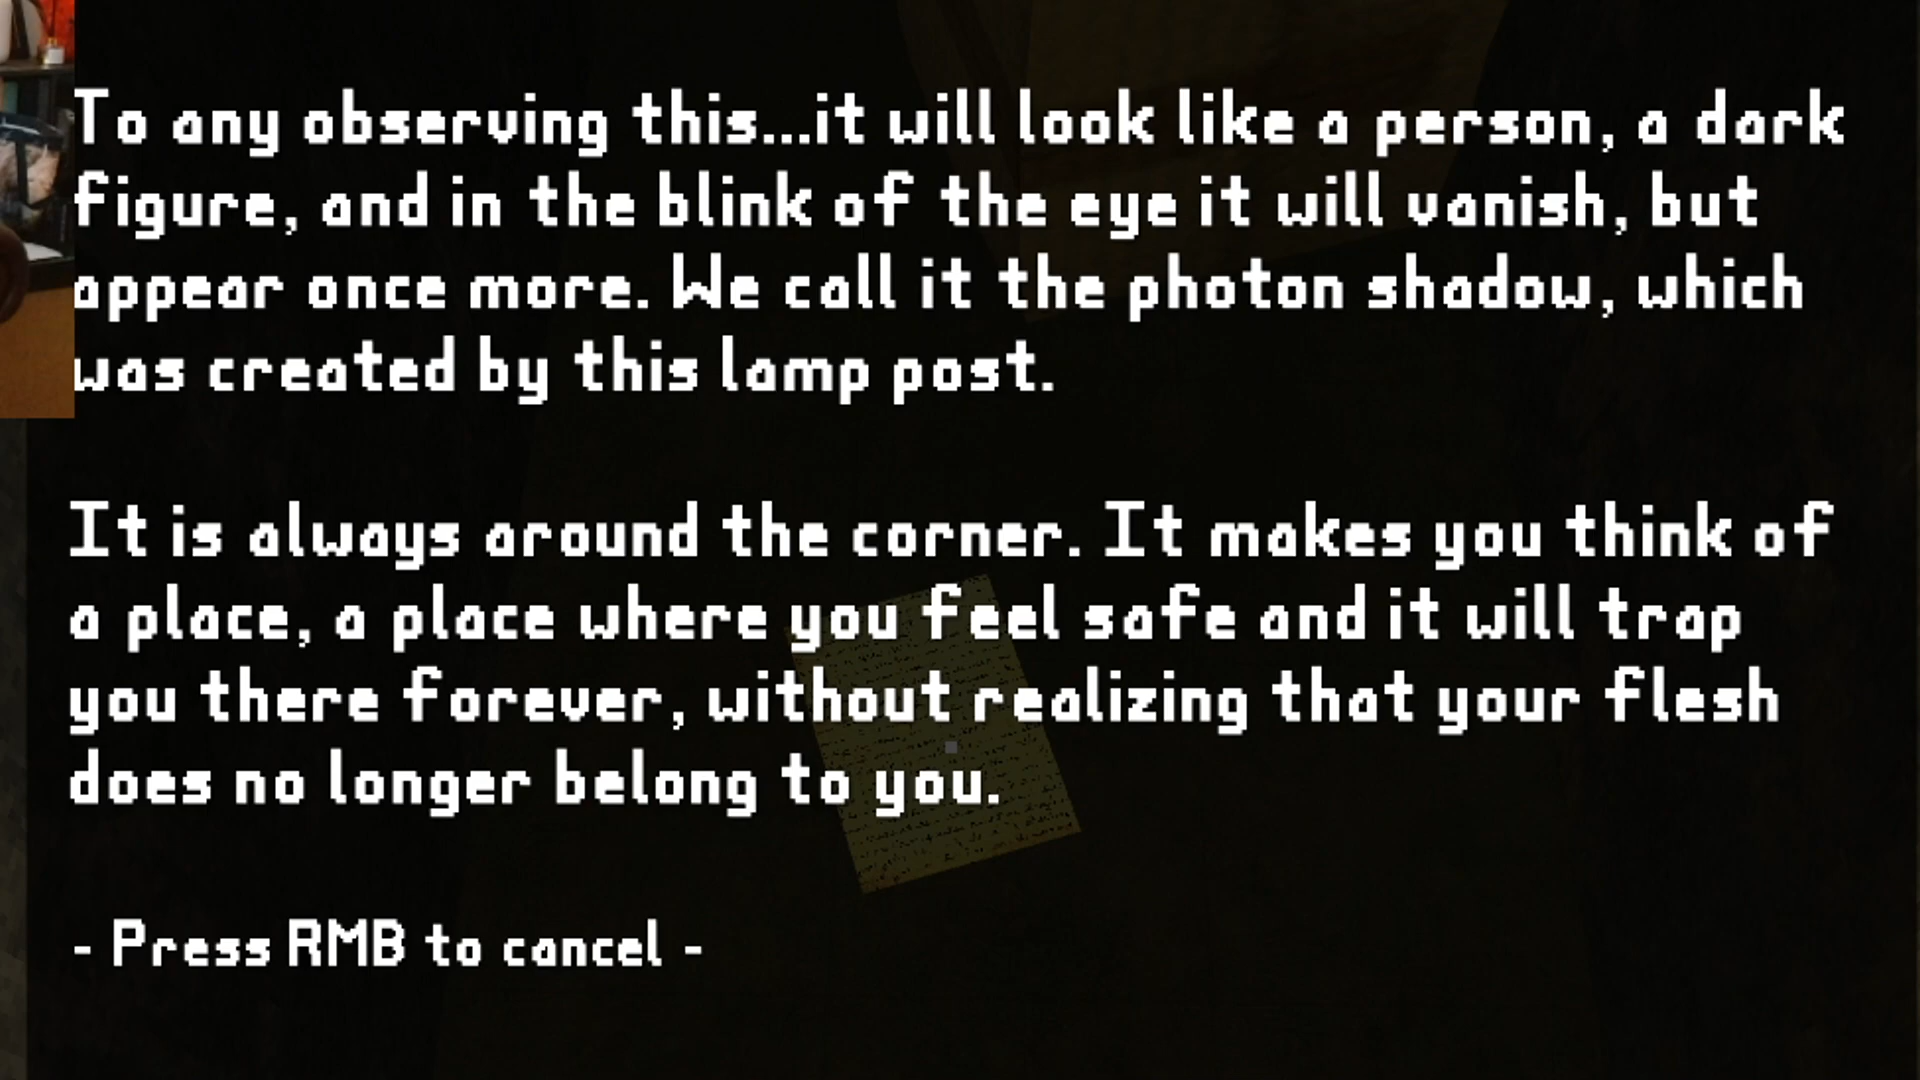 To any observing this...it will look like a person, a dark
figure, and in the blink of the eye it will vanish, but
appear once more. We call it the photon shadow, which
was created by this lamp post.
It is always around the corner. It makes you think of
a place, a place where you feel safe and it will trap
you there forever, without realizing that your flesh
does no longer belong to you.
- Press RMB to cancel -